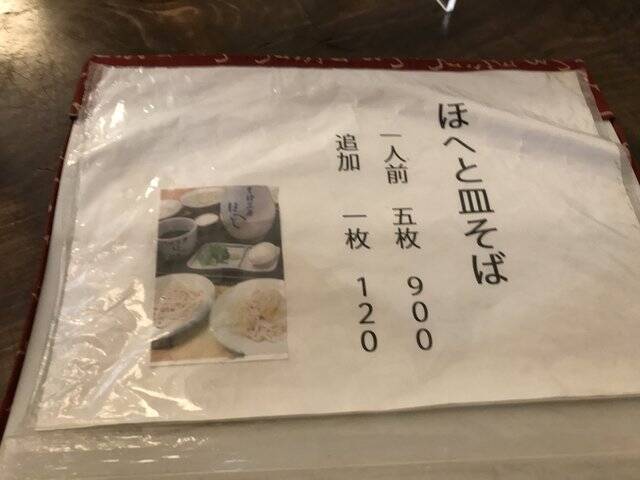 ほへと皿そば
一人前 五枚 900
追加 一枚 120